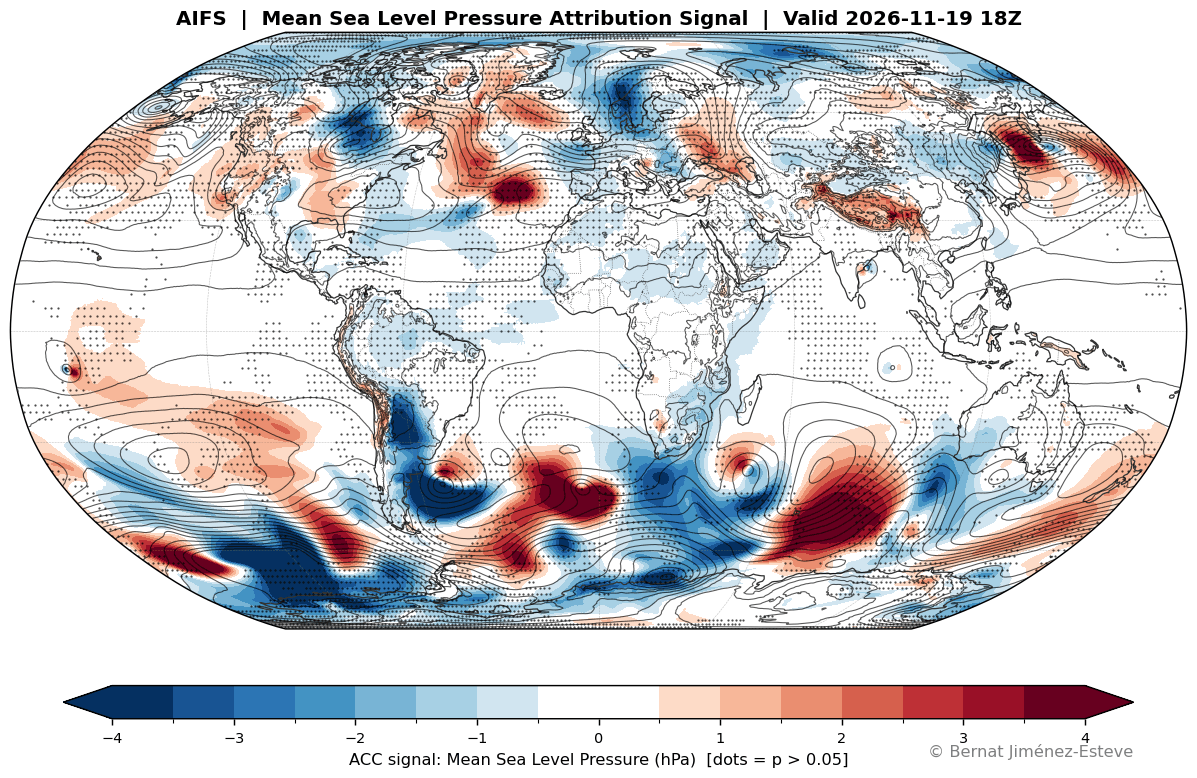 AIFS | Mean Sea Level Pressure Attribution Signal | Valid 2026-11-19 18Z
−4 −3 −2 −1 0 1 2 3 4
ACC signal: Mean Sea Level Pressure (hPa) [dots = p > 0.05]
© Bernat Jiménez-Esteve